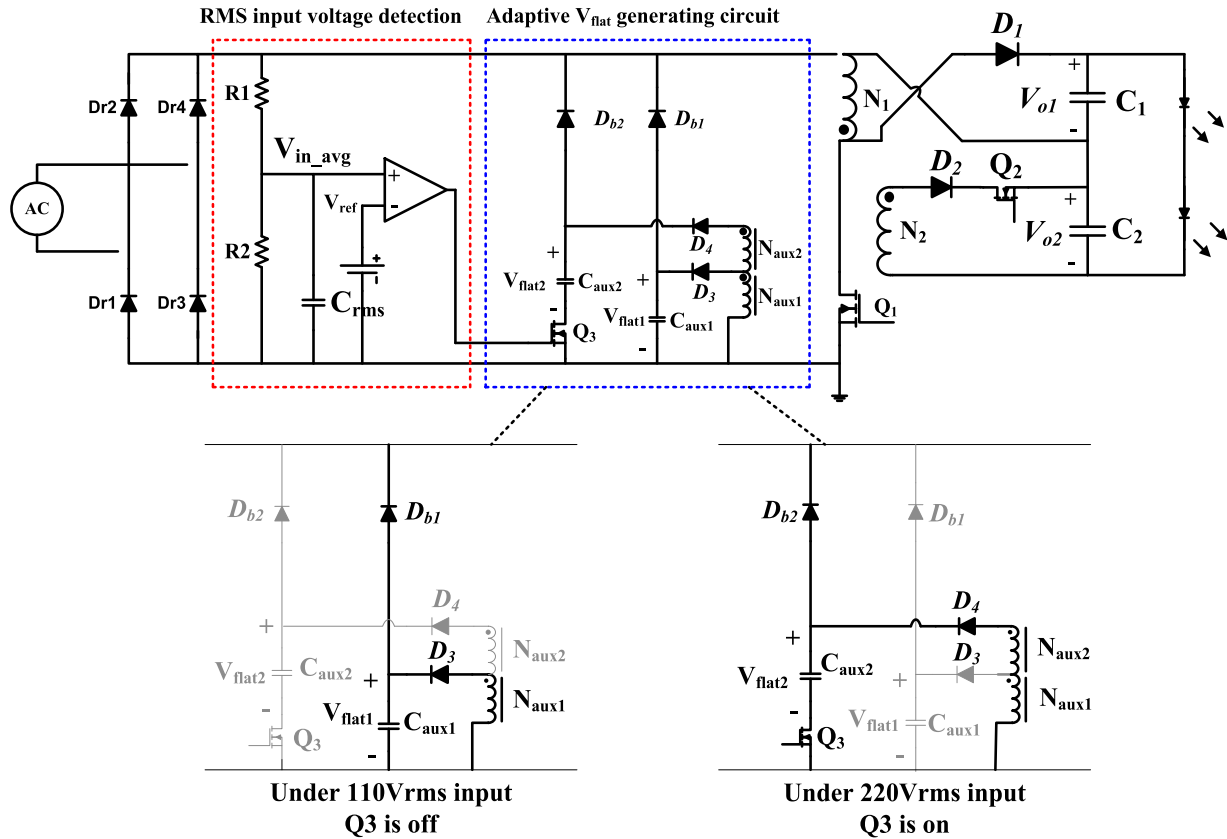 RMS input voltage detection
Adaptive Vflat generating circuit
Dr2
Dr4
AC
Dr1
Dr3
R1
Vin_avg
+
-
Vref
R2
+
-
Crms
Db2
Db1
+
Vflat2
-
Caux2
Q3
D4
D3
Naux2
Naux1
+
Vflat1
-
Caux1
N1
D1
+
Vo1
-
C1
D2
Q2
N2
+
Vo2
-
C2
Q1
Db2
Db1
+
Vflat2
-
Caux2
Q3
D4
D3
Naux2
Naux1
+
Vflat1
-
Caux1
Under 110Vrms input
Q3 is off
Db2
Db1
+
Vflat2
-
Caux2
Q3
D4
D3
Naux2
Naux1
+
Vflat1
-
Caux1
Under 220Vrms input
Q3 is on